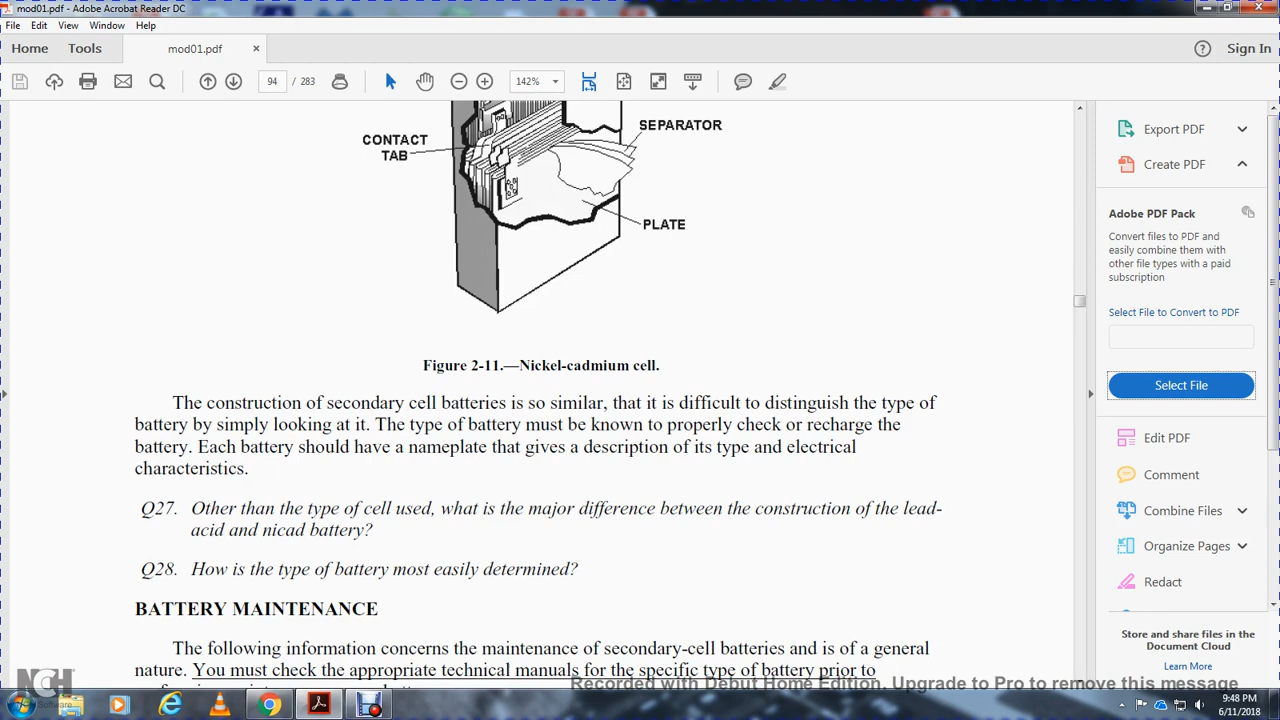 mod01.pdf - Adobe Acrobat Reader DC
File Edit View Window Help
Home Tools mod01.pdf × Sign In
94 / 283 142%
CONTACT
TAB
SEPARATOR
PLATE
Figure 2-11.—Nickel-cadmium cell.
The construction of secondary cell batteries is so similar, that it is difficult to distinguish the type of
battery by simply looking at it. The type of battery must be known to properly check or recharge the
battery. Each battery should have a nameplate that gives a description of its type and electrical
characteristics.
Q27. Other than the type of cell used, what is the major difference between the construction of the lead-
acid and nicad battery?
Q28. How is the type of battery most easily determined?
BATTERY MAINTENANCE
The following information concerns the maintenance of secondary-cell batteries and is of a general
nature. You must check the appropriate technical manuals for the specific type of battery prior to
Export PDF
Create PDF
Adobe PDF Pack
Convert files to PDF and
easily combine them with
other file types with a paid
subscription
Select File to Convert to PDF
Select File
Edit PDF
Comment
Combine Files
Organize Pages
Redact
Store and share files in the
Document Cloud
Learn More
NCH
Software
Recorded with Debut Home Edition. Upgrade to Pro to remove this message
9:48 PM
6/11/2018